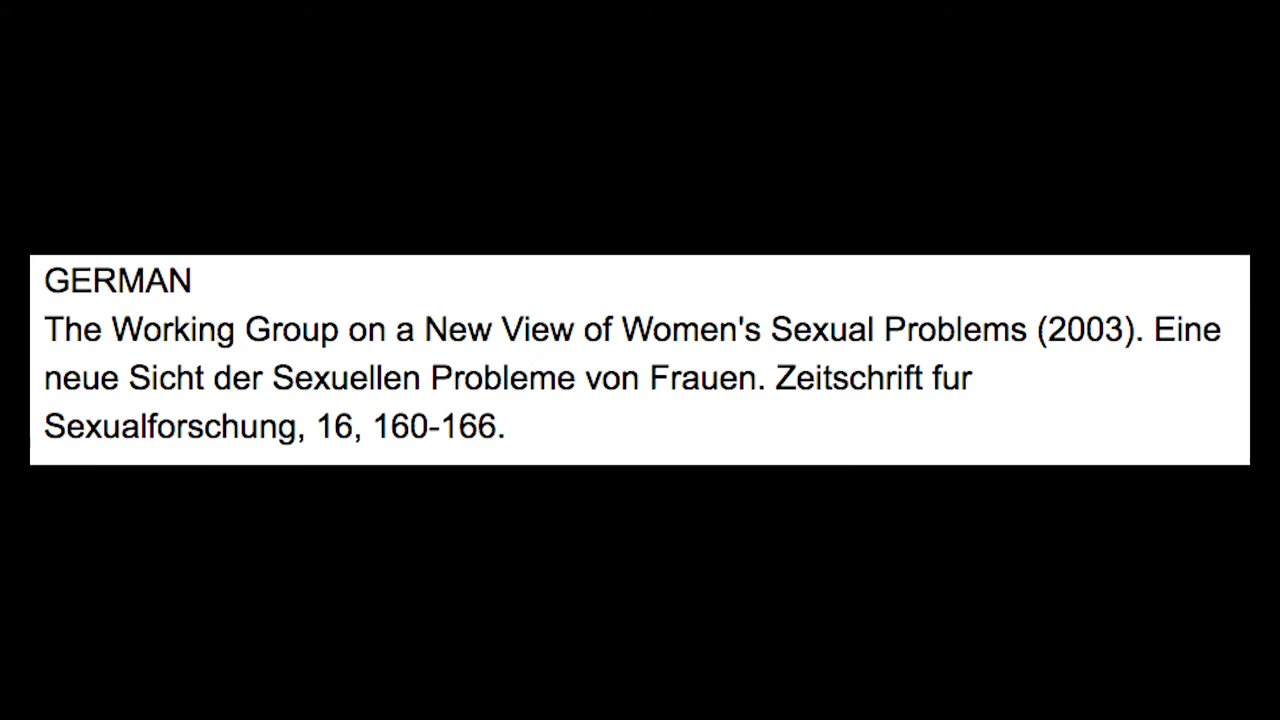 GERMAN
The Working Group on a New View of Women's Sexual Problems (2003). Eine
neue Sicht der Sexuellen Probleme von Frauen. Zeitschrift fur
Sexualforschung, 16, 160-166.